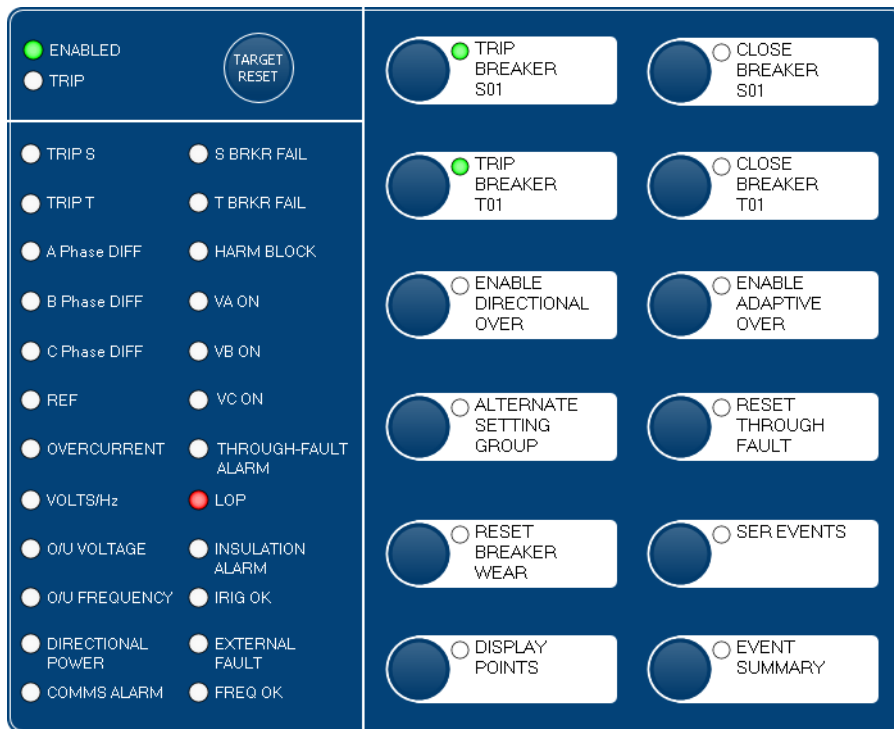 ENABLED
TRIP
TARGET
RESET
TRIP S
S BRKR FAIL
TRIP T
T BRKR FAIL
A Phase DIFF
HARM BLOCK
B Phase DIFF
VA ON
C Phase DIFF
VB ON
REF
VC ON
OVERCURRENT
THROUGH-FAULT
ALARM
VOLTS/Hz
LOP
O/U VOLTAGE
INSULATION
ALARM
O/U FREQUENCY
IRIG OK
DIRECTIONAL
POWER
EXTERNAL
FAULT
COMMS ALARM
FREQ OK
TRIP
BREAKER
S01
CLOSE
BREAKER
S01
TRIP
BREAKER
T01
CLOSE
BREAKER
T01
ENABLE
DIRECTIONAL
OVER
ENABLE
ADAPTIVE
OVER
ALTERNATE
SETTING
GROUP
RESET
THROUGH
FAULT
RESET
BREAKER
WEAR
SER EVENTS
DISPLAY
POINTS
EVENT
SUMMARY